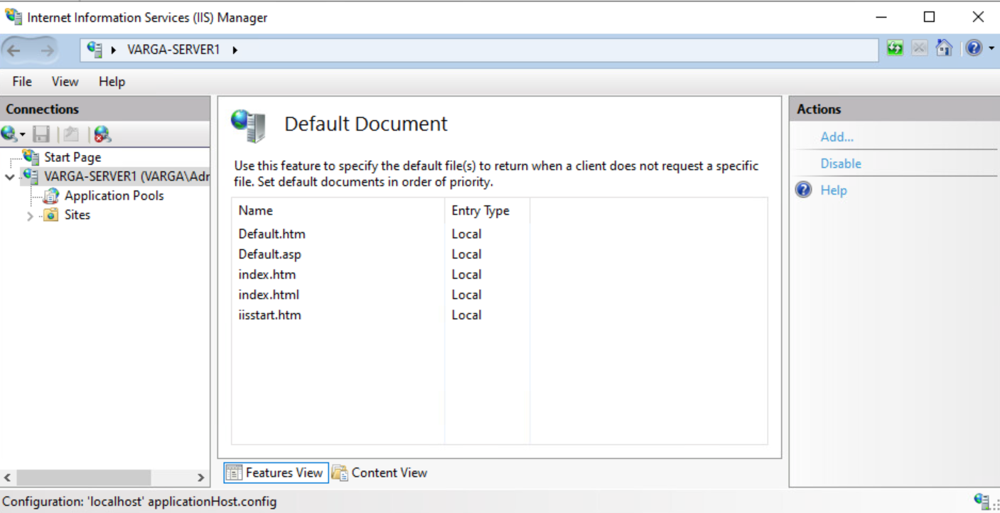 Internet Information Services (IIS) Manager
VARGA-SERVER1
File View Help
Connections
Start Page
VARGA-SERVER1 (VARGA\Adr
Application Pools
Sites
Default Document
Use this feature to specify the default file(s) to return when a client does not request a specific
file. Set default documents in order of priority.
Name Entry Type
Default.htm Local
Default.asp Local
index.htm Local
index.html Local
iisstart.htm Local
Features View Content View
Actions
Add...
Disable
Help
Configuration: 'localhost' applicationHost.config